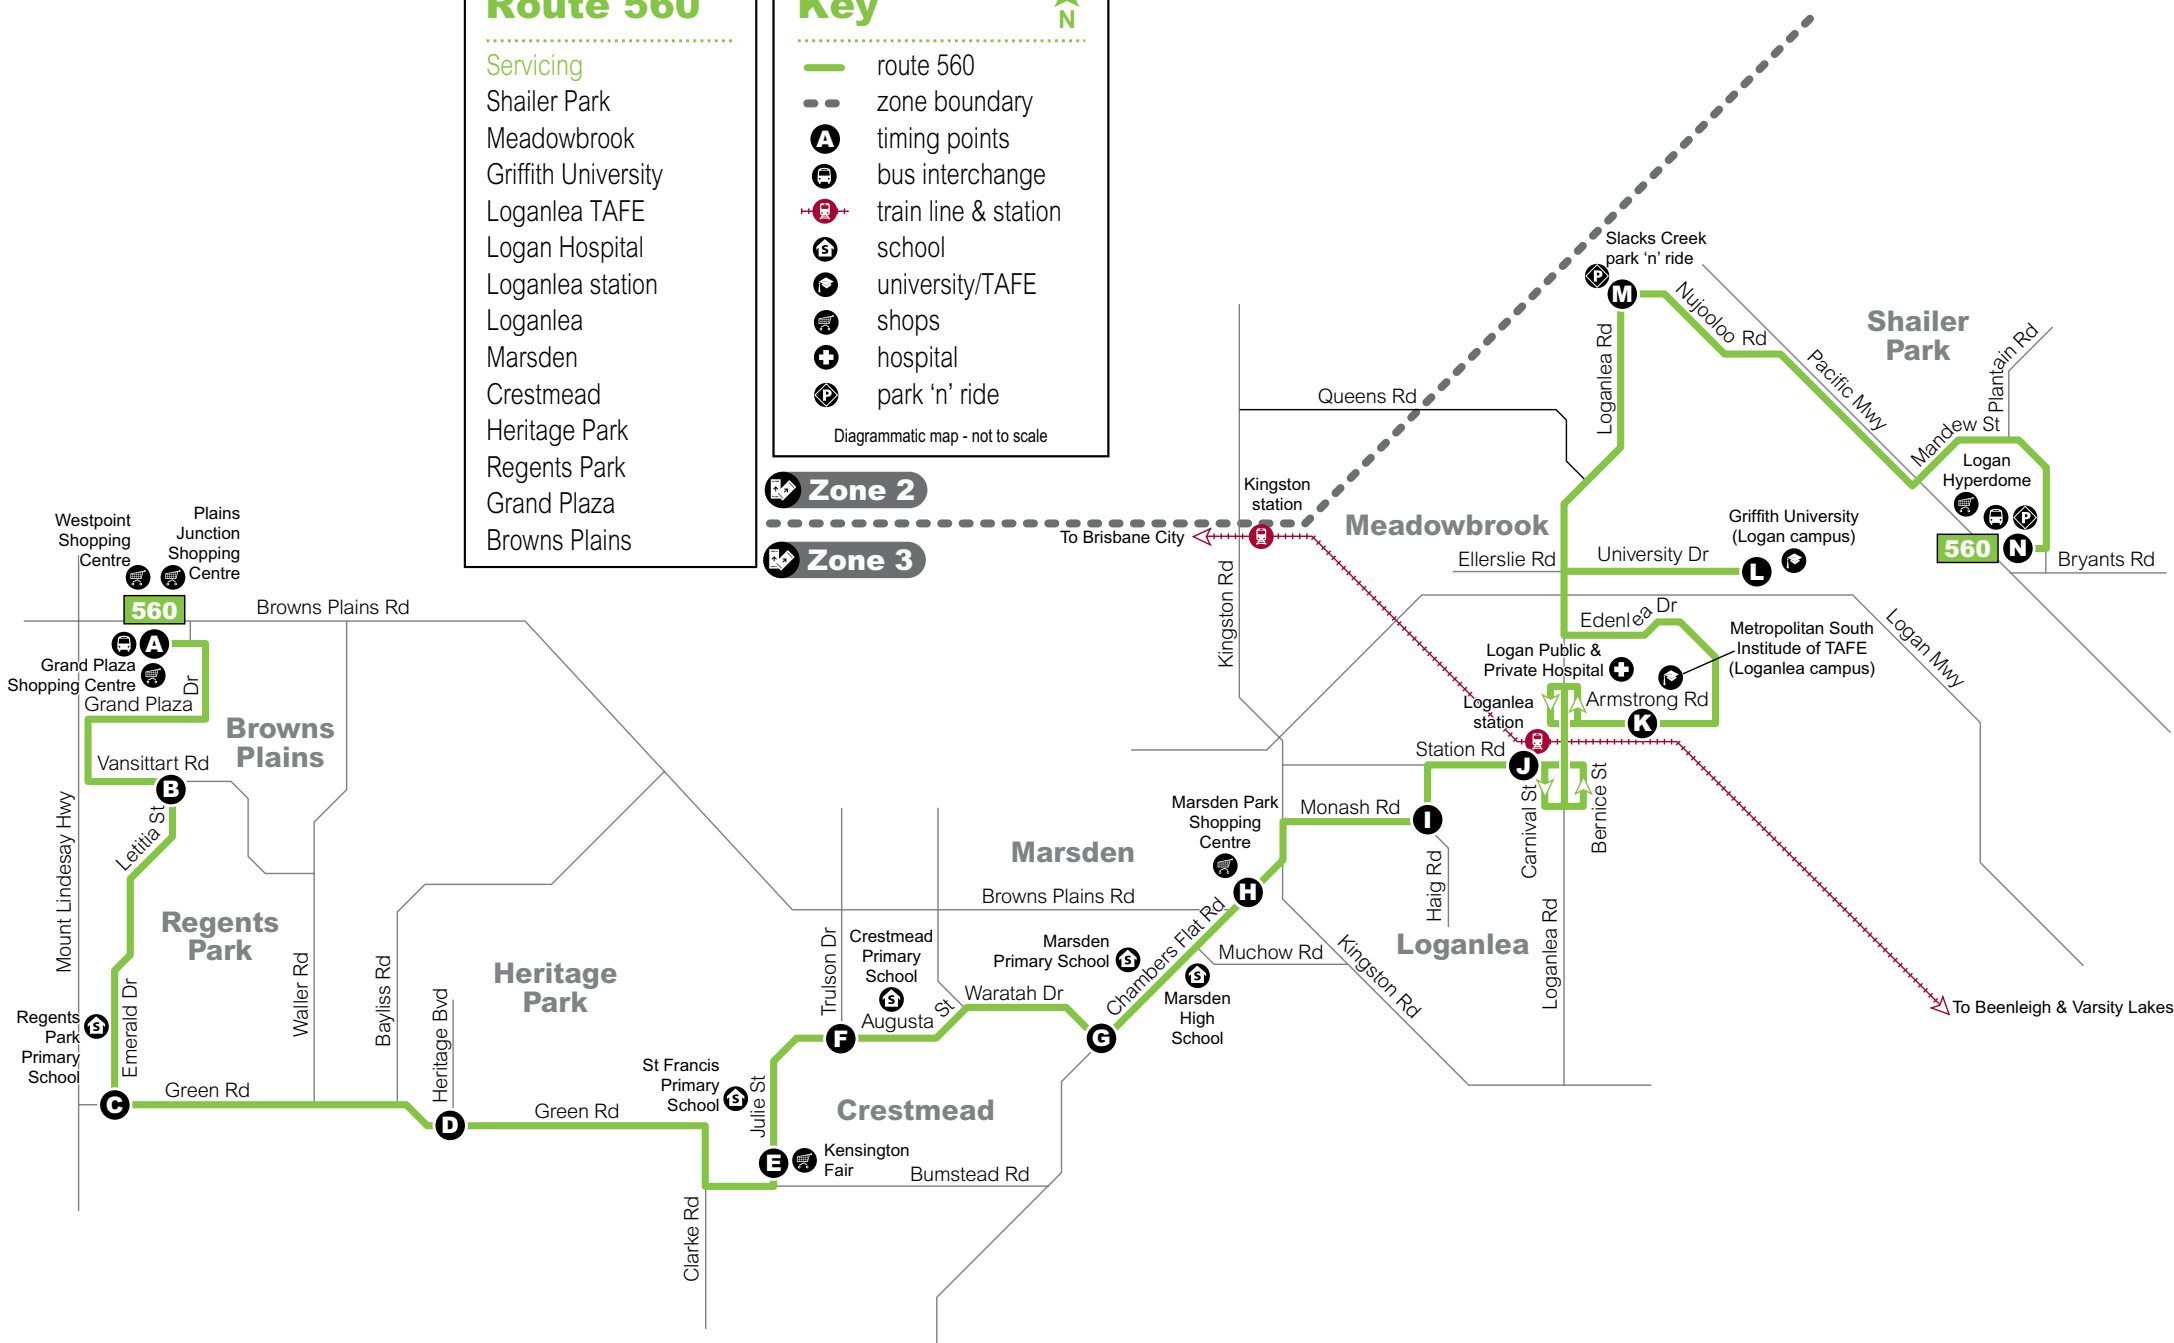 Route 560
Servicing
Shailer Park
Meadowbrook
Griffith University
Loganlea TAFE
Logan Hospital
Loganlea station
Loganlea
Marsden
Crestmead
Heritage Park
Regents Park
Grand Plaza
Browns Plains
Key
N
route 560
zone boundary
A
timing points
bus interchange
train line & station
S
school
university/TAFE
shops
hospital
P
park ‘n’ ride
Diagrammatic map - not to scale
Zone 2
Zone 3
Slacks Creek
park ‘n’ ride
P
M
Nujooloo Rd
Loganlea Rd
Pacific Mwy
Shailer
Park
Plantain Rd
Mandew St
Logan
Hyperdome
P
560
N
Bryants Rd
Queens Rd
Kingston
station
To Brisbane City
Meadowbrook
Ellerslie Rd
University Dr
L
Griffith University
(Logan campus)
Kingston Rd
Edenlea Dr
Logan Mwy
Metropolitan South
Institude of TAFE
(Loganlea campus)
Logan Public &
Private Hospital
Armstrong Rd
K
Loganlea
station
Station Rd
J
Carnival St
Bernice St
Monash Rd
I
Haig Rd
Loganlea
Loganlea Rd
To Beenleigh & Varsity Lakes
Westpoint
Shopping
Centre
Plains
Junction
Shopping
Centre
560
Browns Plains Rd
A
Grand Plaza
Shopping Centre
Grand Plaza
Dr
Browns
Plains
Vansittart Rd
B
Letitia St
Mount Lindesay Hwy
Regents
Park
Emerald Dr
Regents
Park
Primary
School
S
C
Green Rd
Waller Rd
Bayliss Rd
Heritage Bvd
D
Heritage
Park
Green Rd
Clarke Rd
St Francis
Primary
School
S
Julie St
E
Kensington
Fair
Bumstead Rd
Crestmead
Trulson Dr
F
Crestmead
Primary
School
S
Augusta St
Waratah Dr
G
Marsden
Browns Plains Rd
Marsden
Primary School
S
Chambers Flat Rd
Marsden Park
Shopping
Centre
H
Muchow Rd
S
Marsden
High
School
Kingston Rd